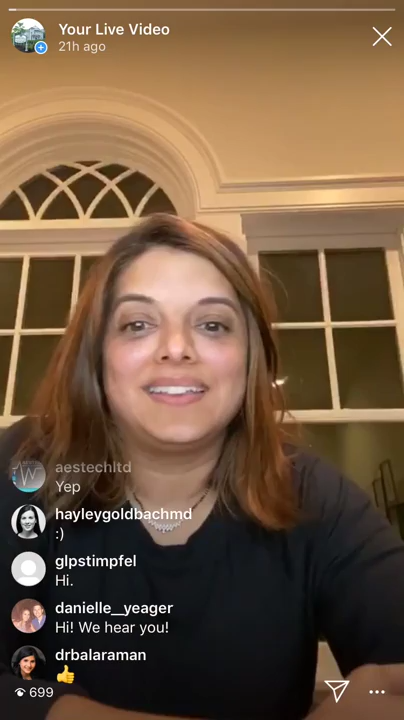 Your Live Video
21h ago
aestechltd
Yep
hayleygoldbachmd
:)
glpstimpfel
Hi.
danielle__yeager
Hi! We hear you!
drbalaraman
👍
699